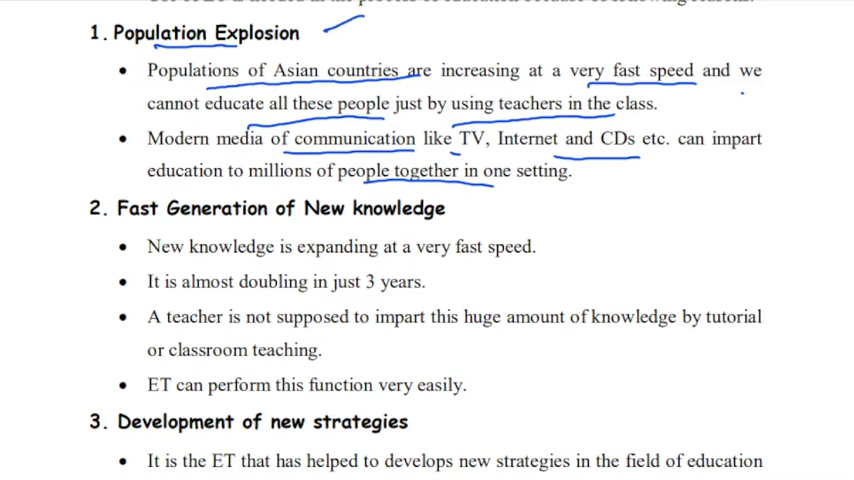 1. Population Explosion
• Populations of Asian countries are increasing at a very fast speed and we
cannot educate all these people just by using teachers in the class.
• Modern media of communication like TV, Internet and CDs etc. can impart
education to millions of people together in one setting.
2. Fast Generation of New knowledge
• New knowledge is expanding at a very fast speed.
• It is almost doubling in just 3 years.
• A teacher is not supposed to impart this huge amount of knowledge by tutorial
or classroom teaching.
• ET can perform this function very easily.
3. Development of new strategies
• It is the ET that has helped to develops new strategies in the field of education